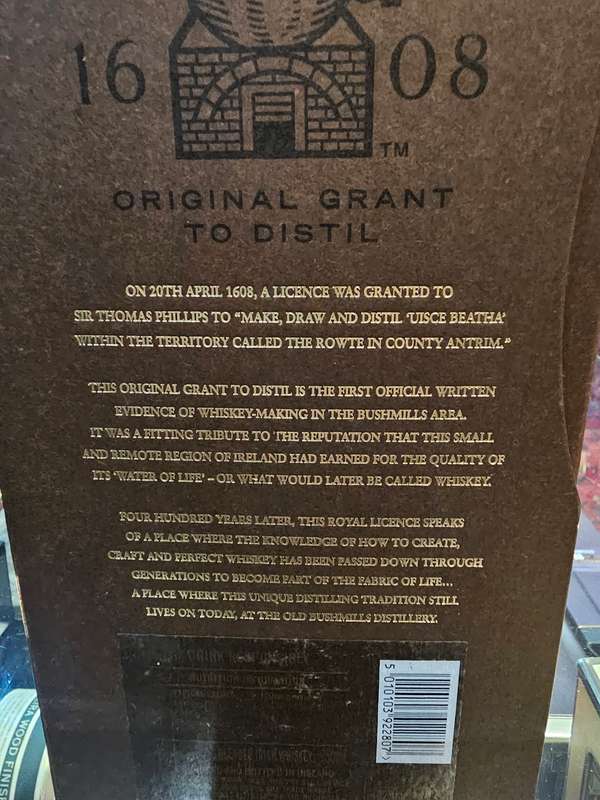 16 08
TM
ORIGINAL GRANT
TO DISTIL
ON 20TH APRIL 1608, A LICENCE WAS GRANTED TO
SIR THOMAS PHILLIPS TO “MAKE, DRAW AND DISTIL ‘UISCE BEATHA’
WITHIN THE TERRITORY CALLED THE ROWTE IN COUNTY ANTRIM.”
THIS ORIGINAL GRANT TO DISTIL IS THE FIRST OFFICIAL WRITTEN
EVIDENCE OF WHISKEY-MAKING IN THE BUSHMILLS AREA.
IT WAS A FITTING TRIBUTE TO THE REPUTATION THAT THIS SMALL
AND REMOTE REGION OF IRELAND HAD EARNED FOR THE QUALITY OF
ITS ‘WATER OF LIFE’ – OR WHAT WOULD LATER BE CALLED WHISKEY.
FOUR HUNDRED YEARS LATER, THIS ROYAL LICENCE SPEAKS
OF A PLACE WHERE THE KNOWLEDGE OF HOW TO CREATE,
CRAFT AND PERFECT WHISKEY HAS BEEN PASSED DOWN THROUGH
GENERATIONS TO BECOME PART OF THE FABRIC OF LIFE...
A PLACE WHERE THIS UNIQUE DISTILLING TRADITION STILL
LIVES ON TODAY, AT THE OLD BUSHMILLS DISTILLERY.
5 010103 922807 >
WOOD FINIS